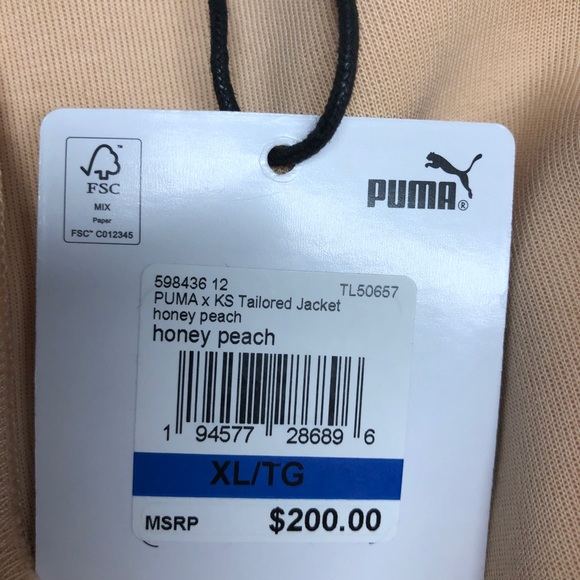 FSC
MIX
Paper
FSC™ C012345
PUMA®
598436 12
TL50657
PUMA x KS Tailored Jacket
honey peach
honey peach
1 94577 28689 6
XL/TG
MSRP $200.00